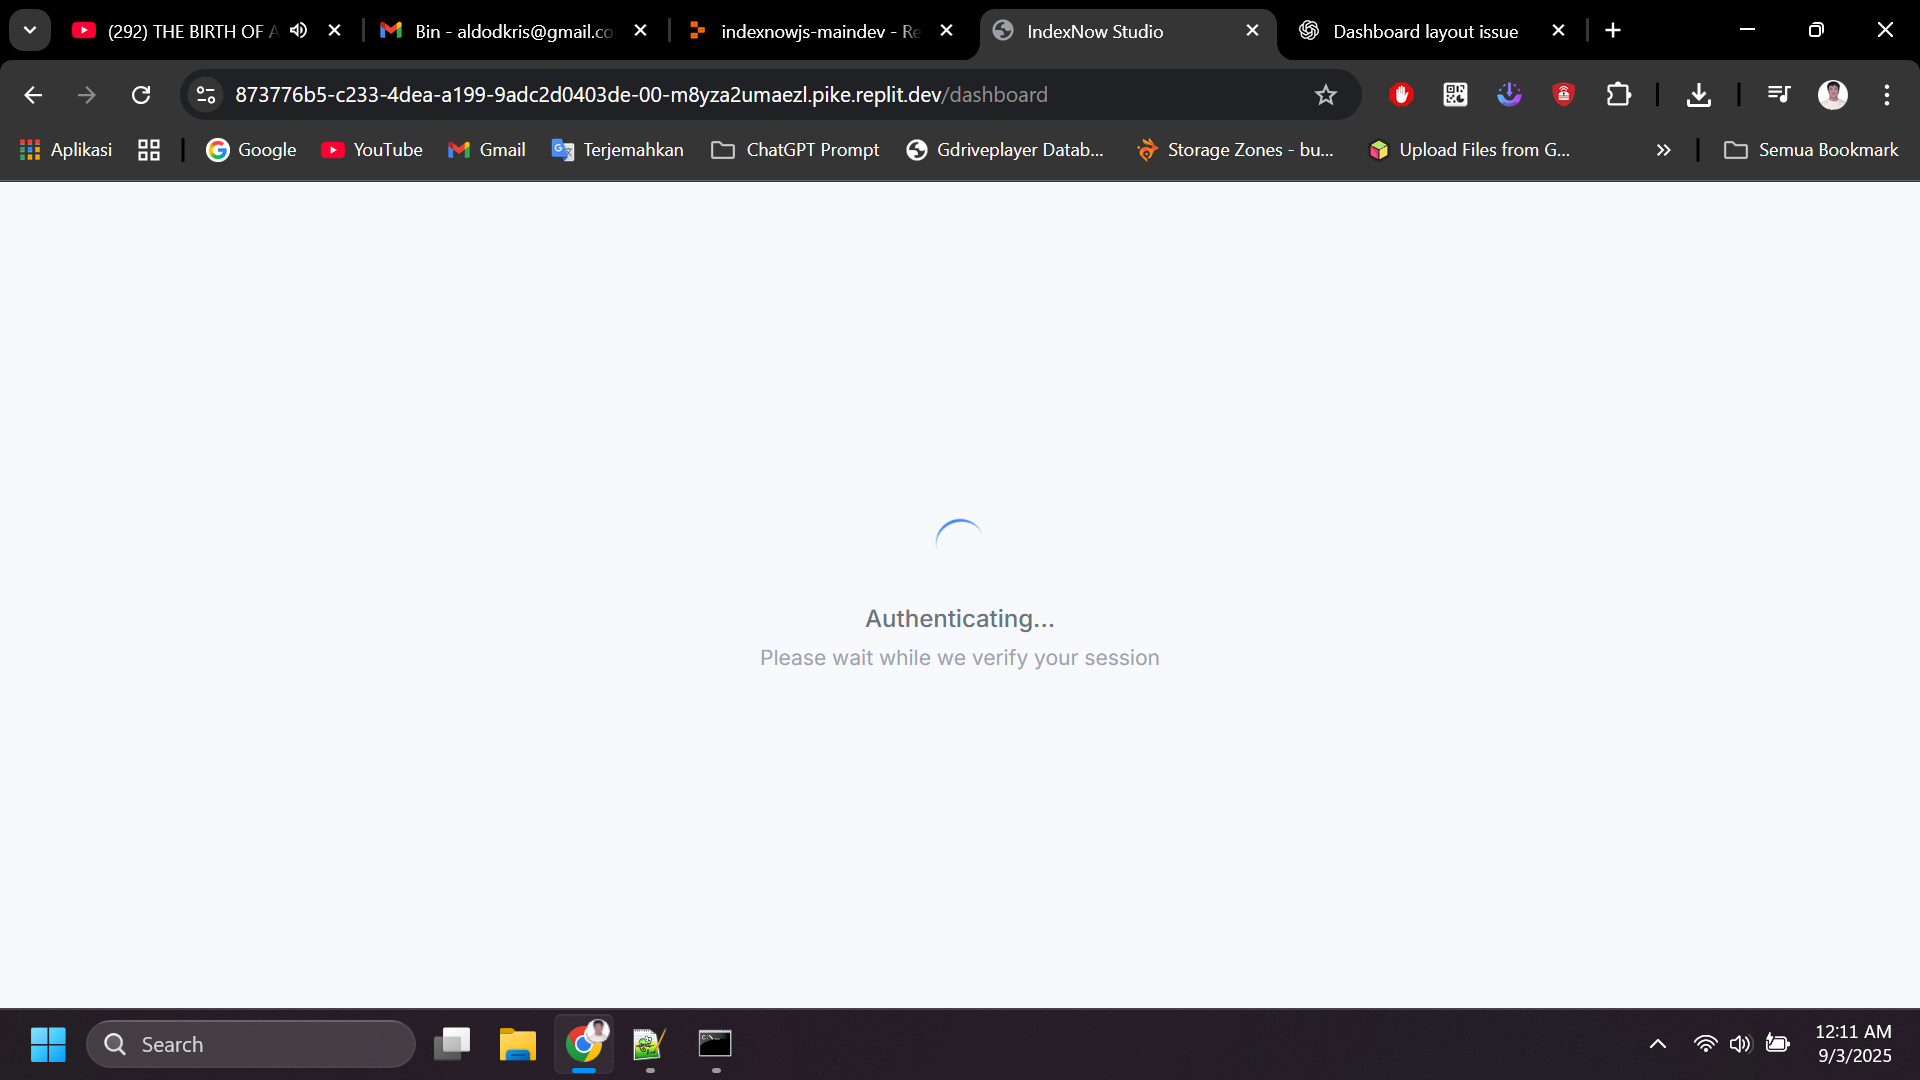 (292) THE BIRTH OF A
Bin - aldodkris@gmail.co
indexnowjs-maindev - Re
IndexNow Studio
Dashboard layout issue
873776b5-c233-4dea-a199-9adc2d0403de-00-m8yza2umaezl.pike.replit.dev/dashboard
Aplikasi
Google
YouTube
Gmail
Terjemahkan
ChatGPT Prompt
Gdriveplayer Datab...
Storage Zones - bu...
Upload Files from G...
Semua Bookmark
Authenticating...
Please wait while we verify your session
Search
12:11 AM
9/3/2025